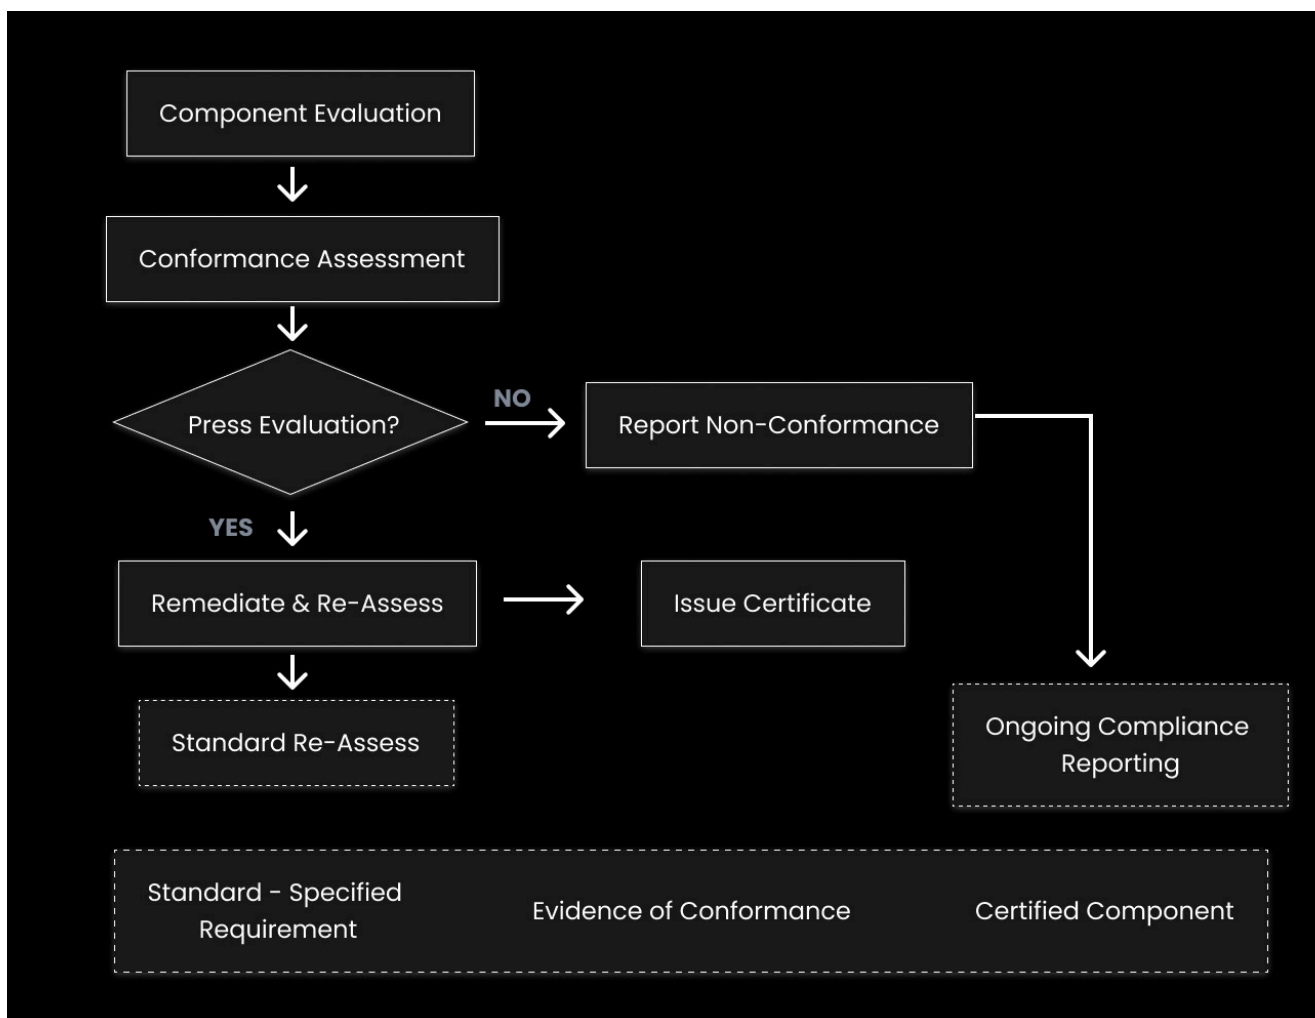 Component Evaluation
Conformance Assessment
Press Evaluation?
NO
Report Non-Conformance
YES
Remediate & Re-Assess
Issue Certificate
Standard Re-Assess
Ongoing Compliance
Reporting
Standard - Specified
Requirement
Evidence of Conformance
Certified Component